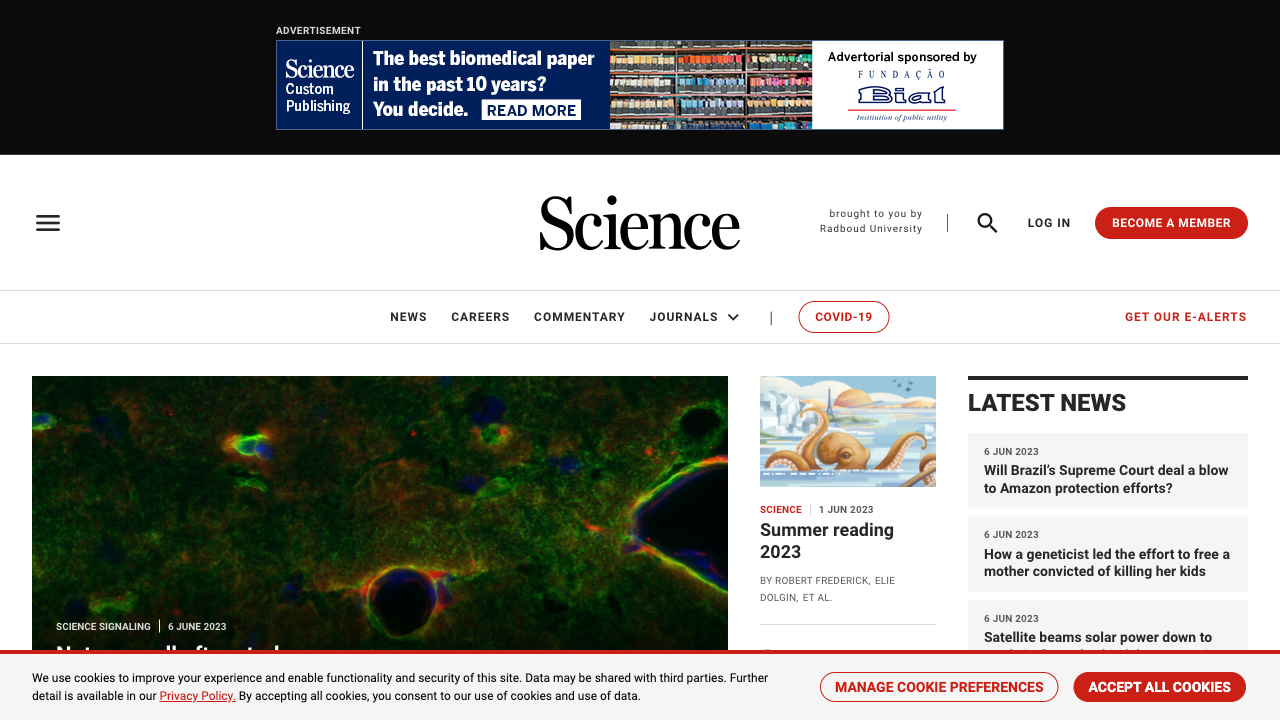 ADVERTISEMENT
Science
Custom
Publishing
The best biomedical paper
in the past 10 years?
You decide. READ MORE
Advertorial sponsored by
FUNDAÇÃO
Bial
Institution of public utility
Science
brought to you by
Radboud University
LOG IN
BECOME A MEMBER
NEWS CAREERS COMMENTARY JOURNALS | COVID-19
GET OUR E-ALERTS
SCIENCE SIGNALING 6 JUNE 2023
SCIENCE 1 JUN 2023
Summer reading
2023
BY ROBERT FREDERICK, ELIE
DOLGIN, ET AL.
LATEST NEWS
6 JUN 2023
Will Brazil’s Supreme Court deal a blow
to Amazon protection efforts?
6 JUN 2023
How a geneticist led the effort to free a
mother convicted of killing her kids
6 JUN 2023
Satellite beams solar power down to
We use cookies to improve your experience and enable functionality and security of this site. Data may be shared with third parties. Further
detail is available in our Privacy Policy. By accepting all cookies, you consent to our use of cookies and use of data.
MANAGE COOKIE PREFERENCES
ACCEPT ALL COOKIES